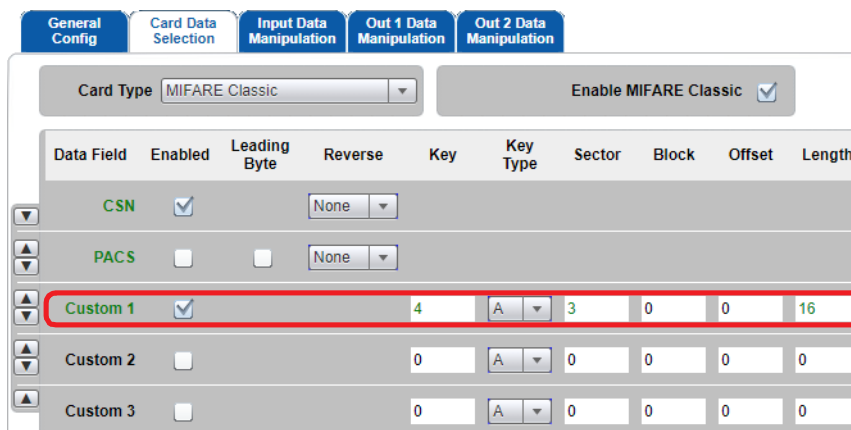 General Config
Card Data Selection
Input Data Manipulation
Out 1 Data Manipulation
Out 2 Data Manipulation
Card Type MIFARE Classic
Enable MIFARE Classic
Data Field Enabled Leading Byte Reverse Key Key Type Sector Block Offset Length
CSN None
PACS None
Custom 1 4 A 3 0 0 16
Custom 2 0 A 0 0 0 0
Custom 3 0 A 0 0 0 0